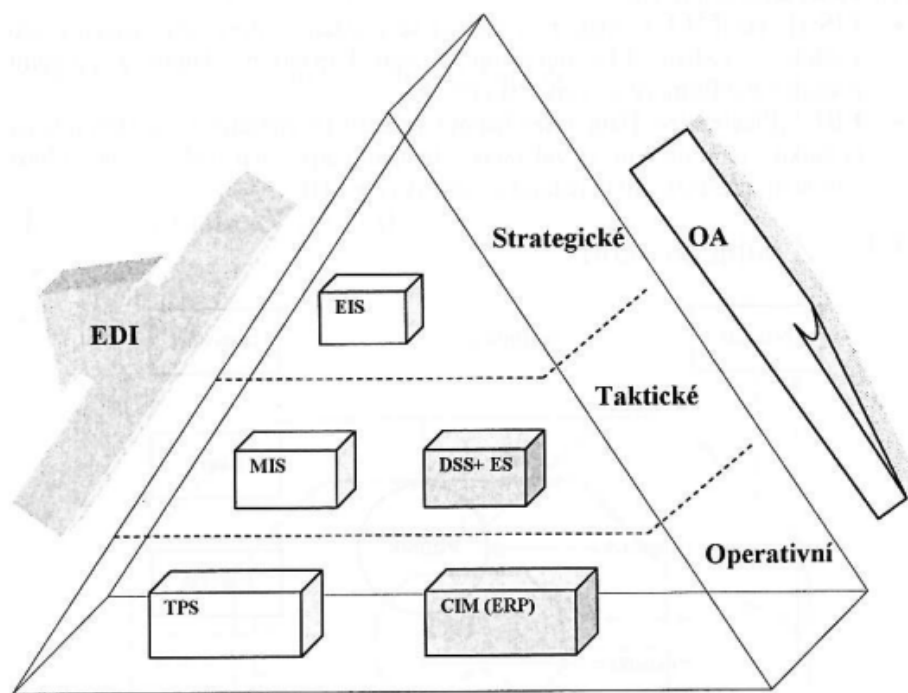 Strategické
OA
EIS
EDI
Taktické
MIS
DSS+ ES
Operativní
TPS
CIM (ERP)